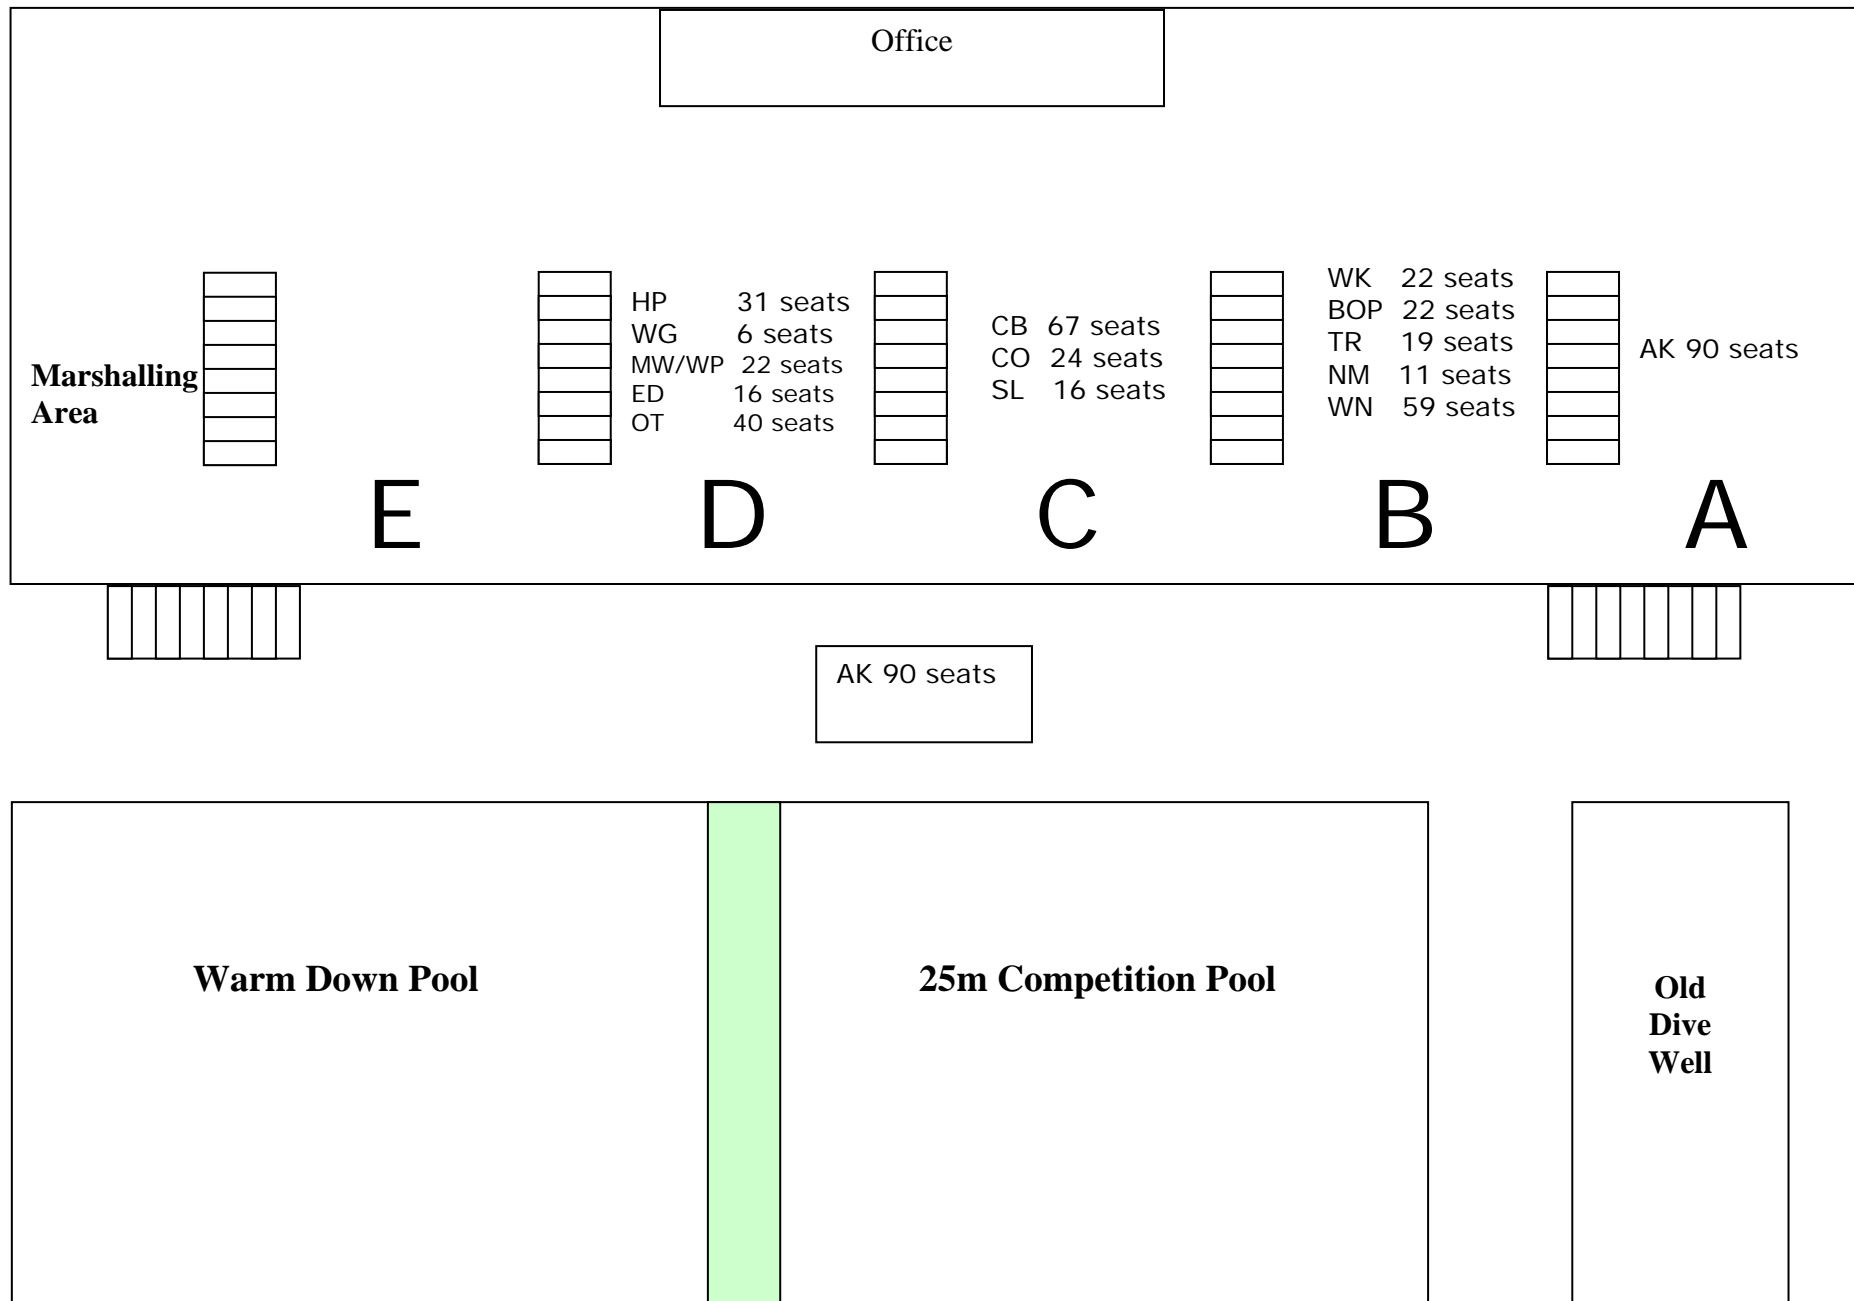 Office
Marshalling
Area
HP 31 seats
WG 6 seats
MW/WP 22 seats
ED 16 seats
OT 40 seats
CB 67 seats
CO 24 seats
SL 16 seats
WK 22 seats
BOP 22 seats
TR 19 seats
NM 11 seats
WN 59 seats
AK 90 seats
E D C B A
AK 90 seats
Warm Down Pool
25m Competition Pool
Old
Dive
Well